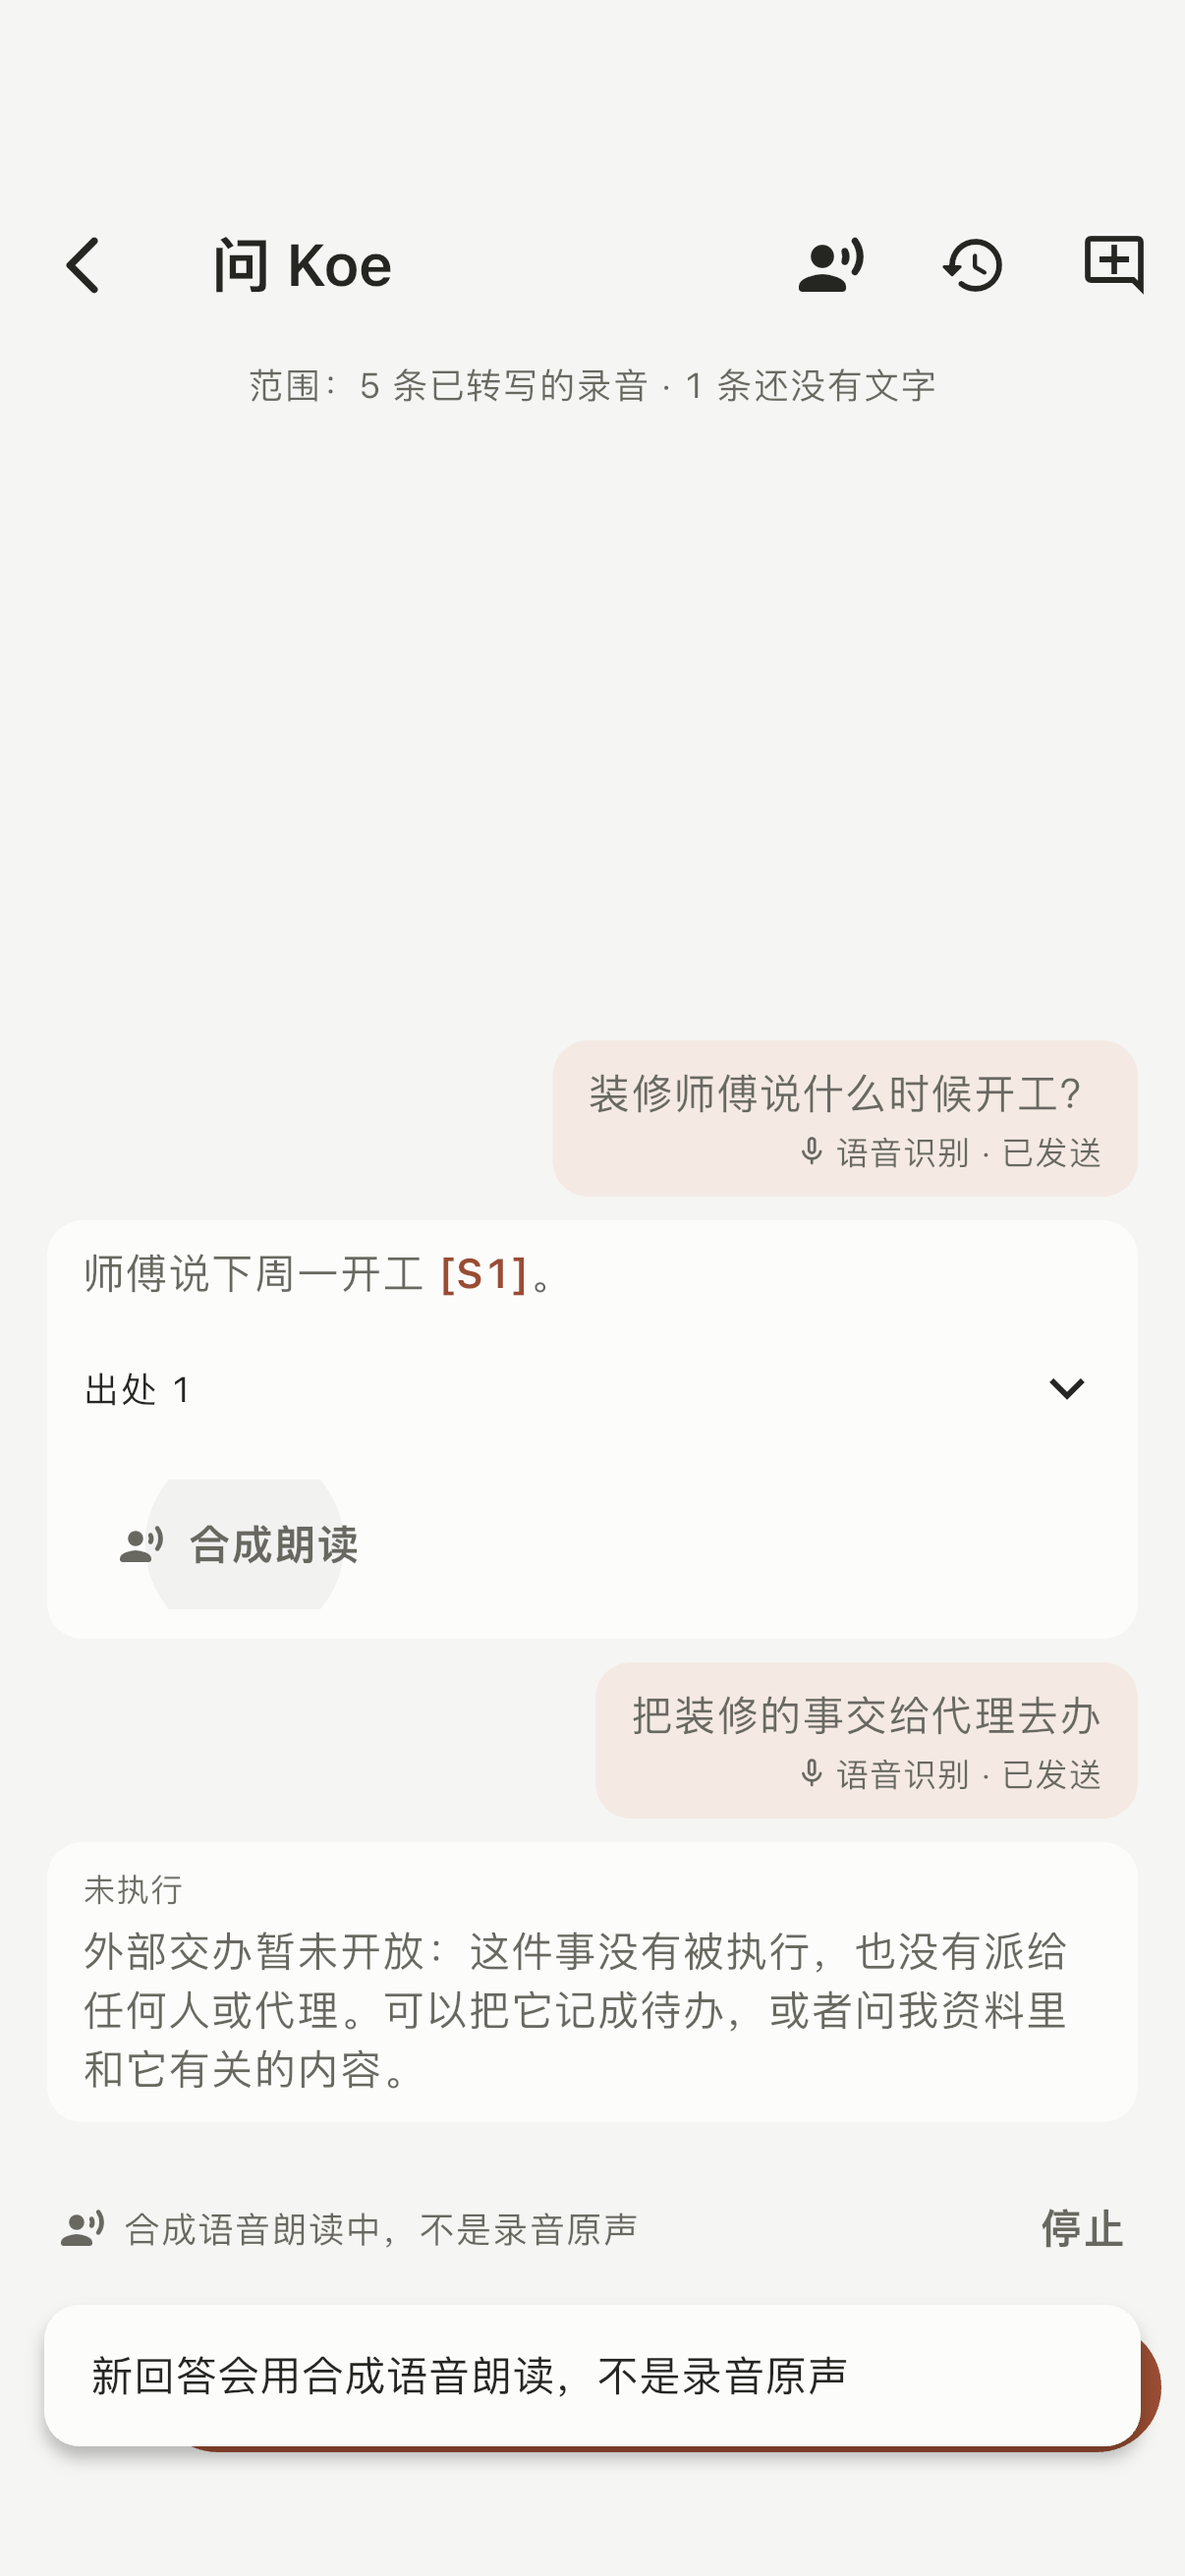 问 Koe
范围：5 条已转写的录音 · 1 条还没有文字
装修师傅说什么时候开工?
语音识别 · 已发送
师傅说下周一开工 [S1]。
出处 1
合成朗读
把装修的事交给代理去办
语音识别 · 已发送
未执行
外部交办暂未开放：这件事没有被执行，也没有派给
任何人或代理。可以把它记成待办，或者问我资料里
和它有关的内容。
合成语音朗读中，不是录音原声
停止
新回答会用合成语音朗读，不是录音原声